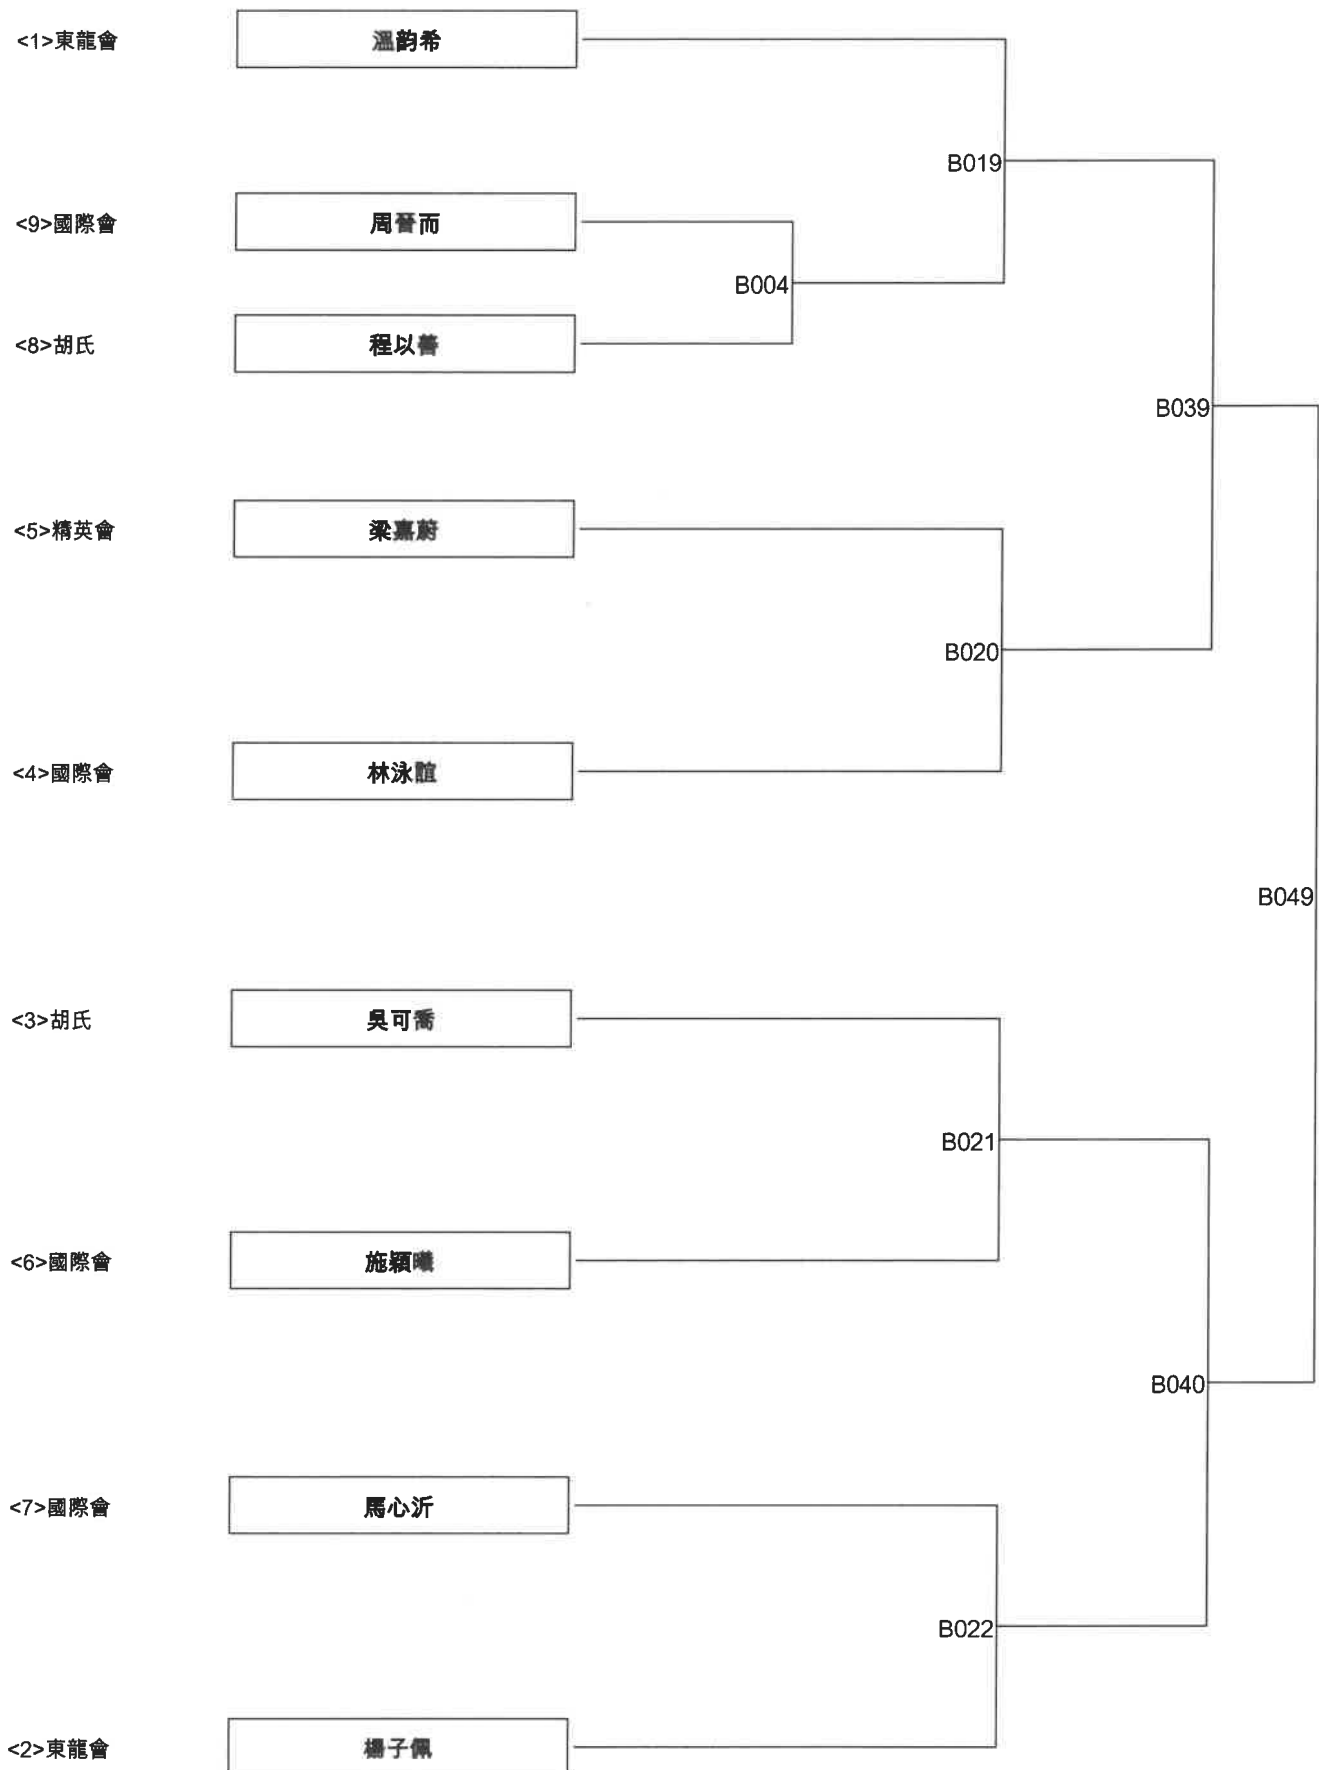 <1>東龍會 溫韵希
B019
<9>國際會 周晉而
B004
<8>胡氏 程以善
B039
<5>精英會 梁嘉蔚
B020
<4>國際會 林泳誼
B049
<3>胡氏 吳可喬
B021
<6>國際會 施穎曦
B040
<7>國際會 馬心沂
B022
<2>東龍會 楊子佩